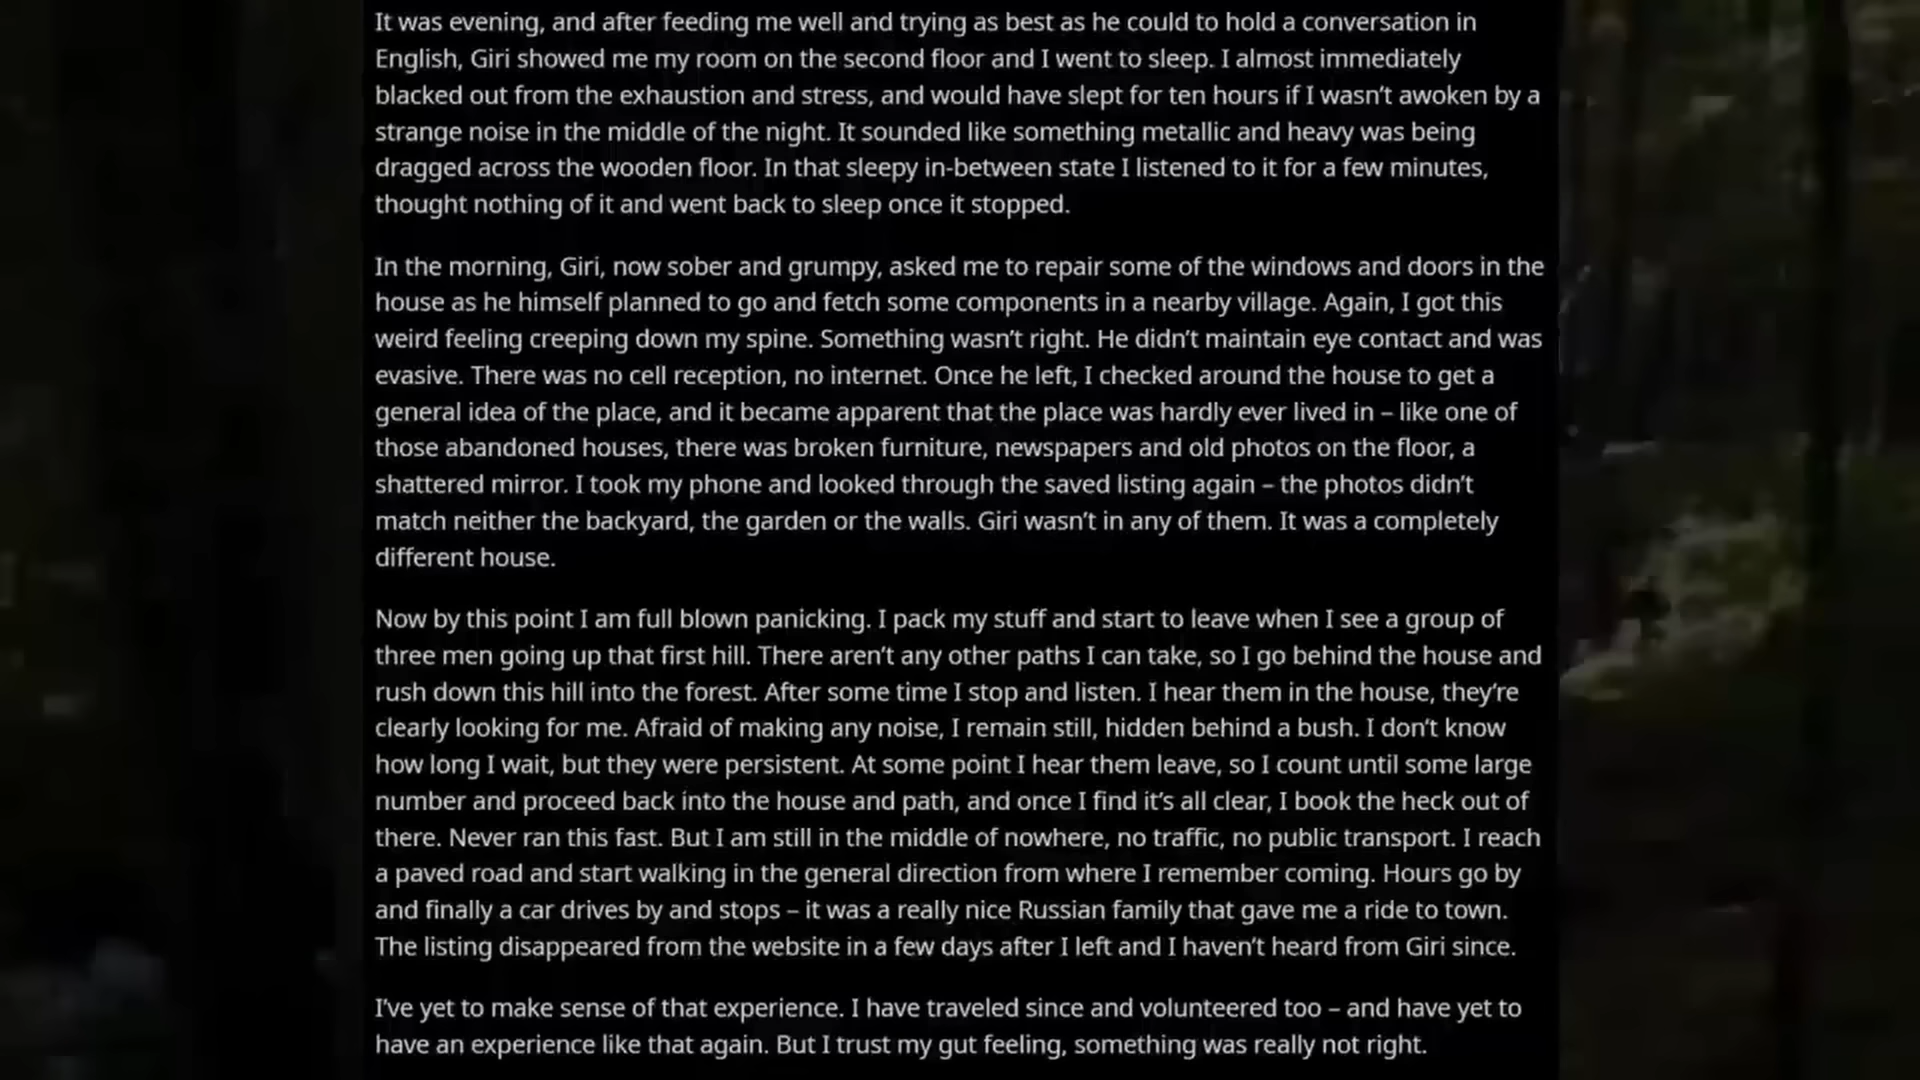 It was evening, and after feeding me well and trying as best as he could to hold a conversation in
English, Giri showed me my room on the second floor and I went to sleep. I almost immediately
blacked out from the exhaustion and stress, and would have slept for ten hours if I wasn't awoken by a
strange noise in the middle of the night. It sounded like something metallic and heavy was being
dragged across the wooden floor. In that sleepy in-between state I listened to it for a few minutes,
thought nothing of it and went back to sleep once it stopped.
In the morning, Giri, now sober and grumpy, asked me to repair some of the windows and doors in the
house as he himself planned to go and fetch some components in a nearby village. Again, I got this
weird feeling creeping down my spine. Something wasn't right. He didn't maintain eye contact and was
evasive. There was no cell reception, no internet. Once he left, I checked around the house to get a
general idea of the place, and it became apparent that the place was hardly ever lived in – like one of
those abandoned houses, there was broken furniture, newspapers and old photos on the floor, a
shattered mirror. I took my phone and looked through the saved listing again – the photos didn't
match neither the backyard, the garden or the walls. Giri wasn't in any of them. It was a completely
different house.
Now by this point I am full blown panicking. I pack my stuff and start to leave when I see a group of
three men going up that first hill. There aren't any other paths I can take, so I go behind the house and
rush down this hill into the forest. After some time I stop and listen. I hear them in the house, they're
clearly looking for me. Afraid of making any noise, I remain still, hidden behind a bush. I don't know
how long I wait, but they were persistent. At some point I hear them leave, so I count until some large
number and proceed back into the house and path, and once I find it's all clear, I book the heck out of
there. Never ran this fast. But I am still in the middle of nowhere, no traffic, no public transport. I reach
a paved road and start walking in the general direction from where I remember coming. Hours go by
and finally a car drives by and stops – it was a really nice Russian family that gave me a ride to town.
The listing disappeared from the website in a few days after I left and I haven't heard from Giri since.
I've yet to make sense of that experience. I have traveled since and volunteered too – and have yet to
have an experience like that again. But I trust my gut feeling, something was really not right.